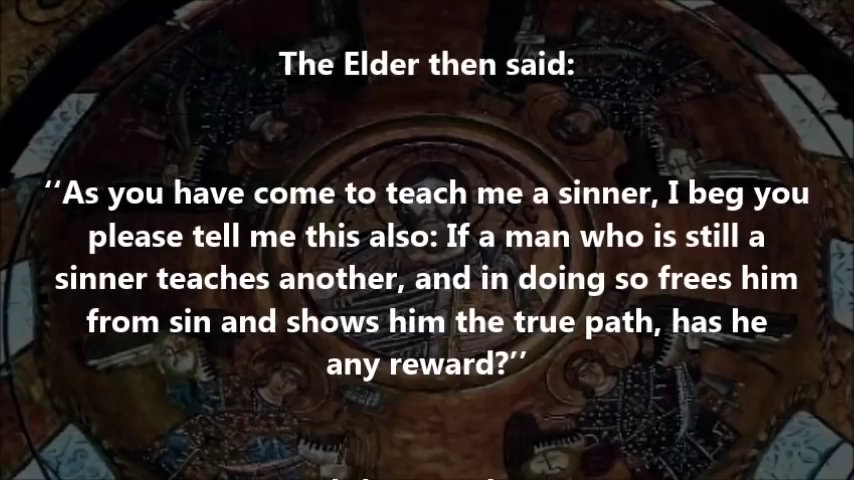 The Elder then said:
‘‘As you have come to teach me a sinner, I beg you
please tell me this also: If a man who is still a
sinner teaches another, and in doing so frees him
from sin and shows him the true path, has he
any reward?’’